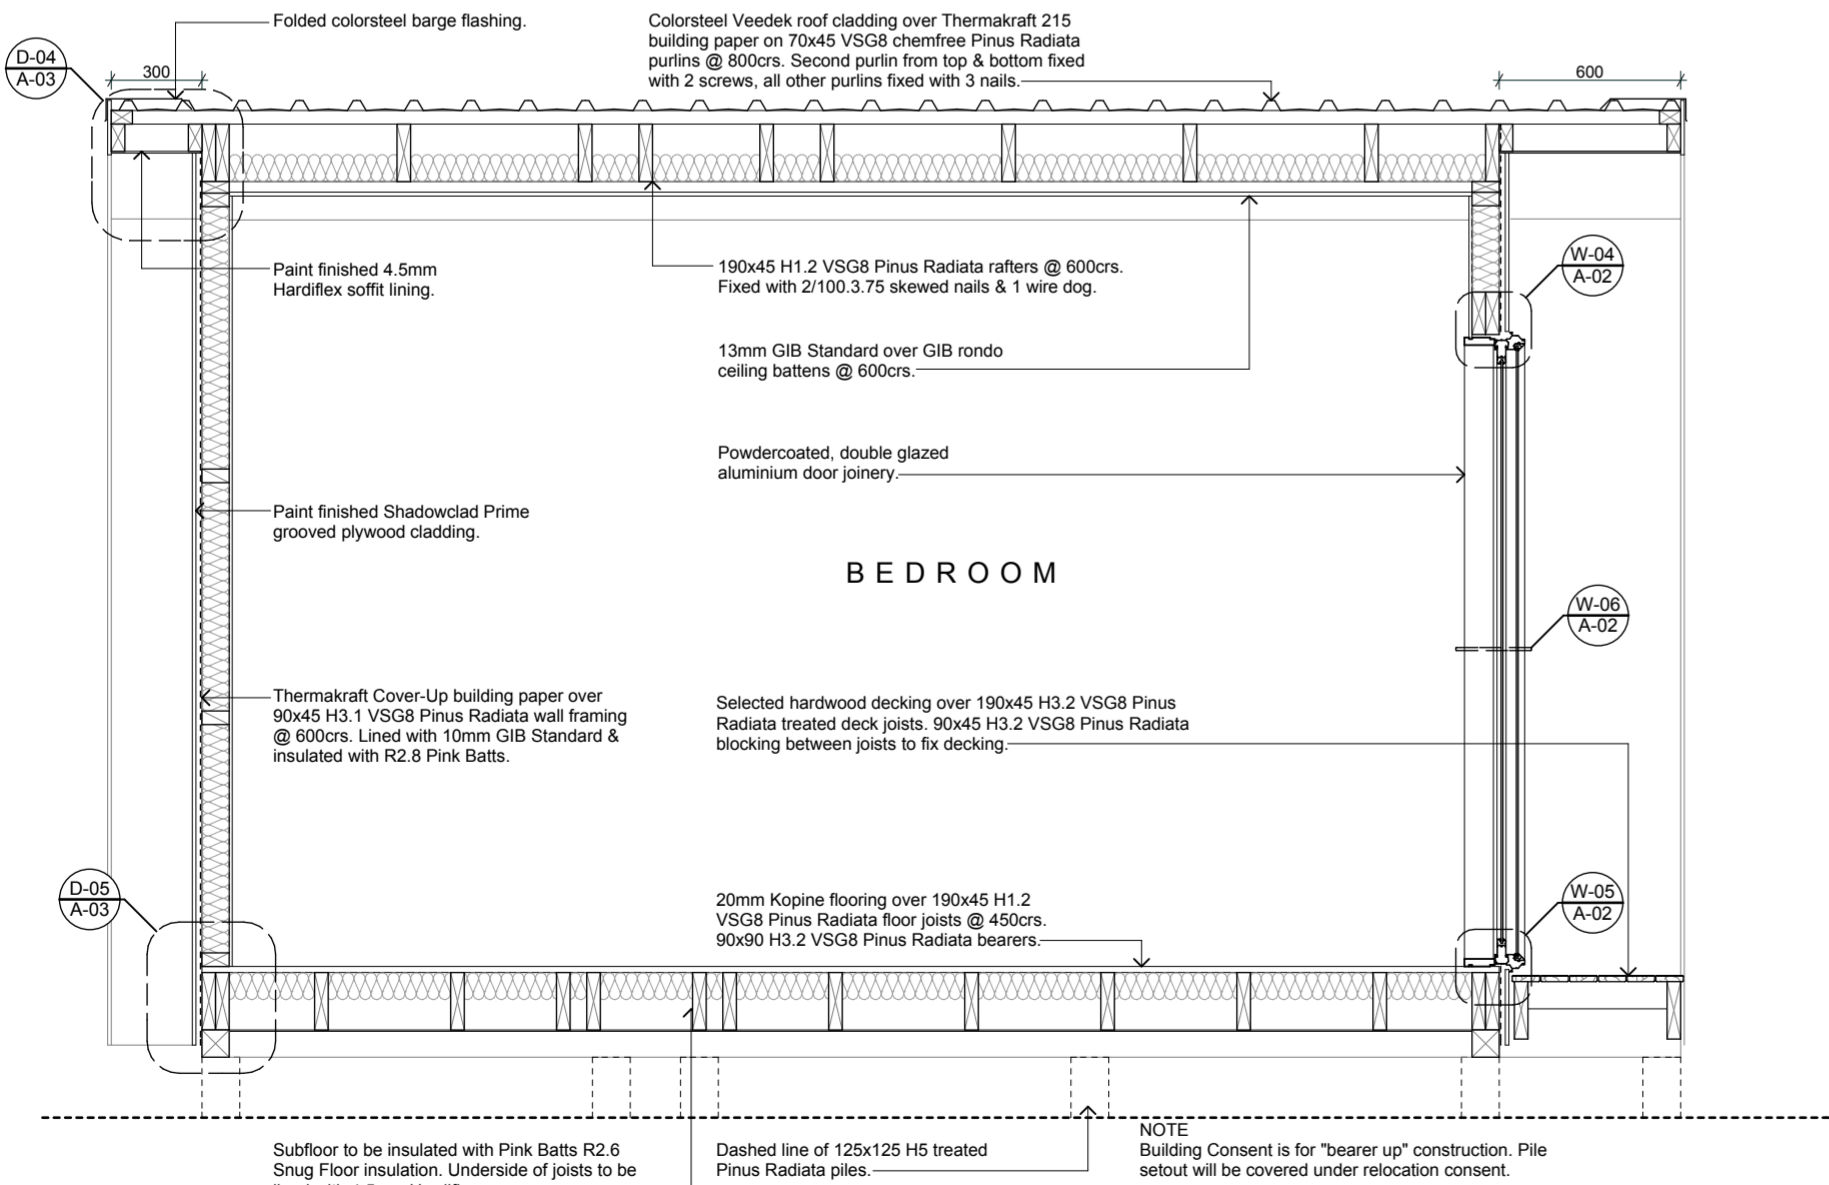 Folded colorsteel barge flashing.
Colorsteel Veedek roof cladding over Thermakraft 215
building paper on 70x45 VSG8 chemfree Pinus Radiata
purlins @ 800crs. Second purlin from top & bottom fixed
with 2 screws, all other purlins fixed with 3 nails.
D-04
A-03
300
600
Paint finished 4.5mm
Hardiflex soffit lining.
190x45 H1.2 VSG8 Pinus Radiata rafters @ 600crs.
Fixed with 2/100.3.75 skewed nails & 1 wire dog.
W-04
A-02
13mm GIB Standard over GIB rondo
ceiling battens @ 600crs.
Powdercoated, double glazed
aluminium door joinery.
Paint finished Shadowclad Prime
grooved plywood cladding.
BEDROOM
W-06
A-02
Thermakraft Cover-Up building paper over
90x45 H3.1 VSG8 Pinus Radiata wall framing
@ 600crs. Lined with 10mm GIB Standard &
insulated with R2.8 Pink Batts.
Selected hardwood decking over 190x45 H3.2 VSG8 Pinus
Radiata treated deck joists. 90x45 H3.2 VSG8 Pinus Radiata
blocking between joists to fix decking.
D-05
A-03
20mm Kopine flooring over 190x45 H1.2
VSG8 Pinus Radiata floor joists @ 450crs.
90x90 H3.2 VSG8 Pinus Radiata bearers.
W-05
A-02
Subfloor to be insulated with Pink Batts R2.6
Snug Floor insulation. Underside of joists to be
Dashed line of 125x125 H5 treated
Pinus Radiata piles.
NOTE
Building Consent is for "bearer up" construction. Pile
setout will be covered under relocation consent.